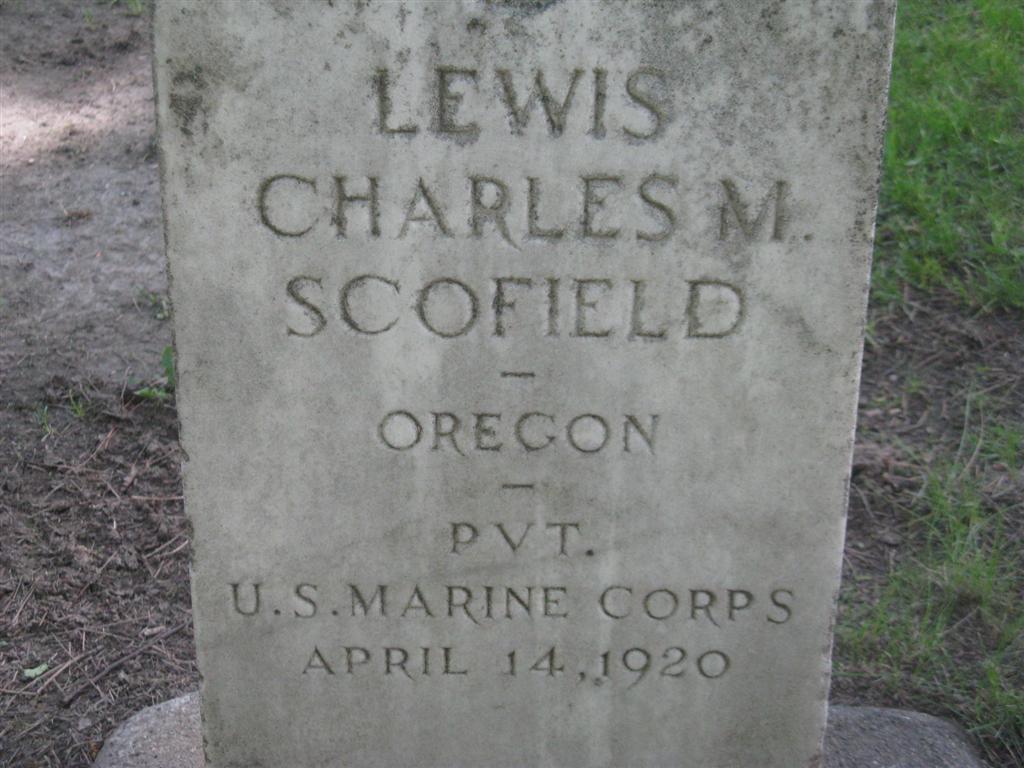 LEWIS
CHARLES M.
SCOFIELD
–
OREGON
–
PVT.
U.S. MARINE CORPS
APRIL 14, 1920